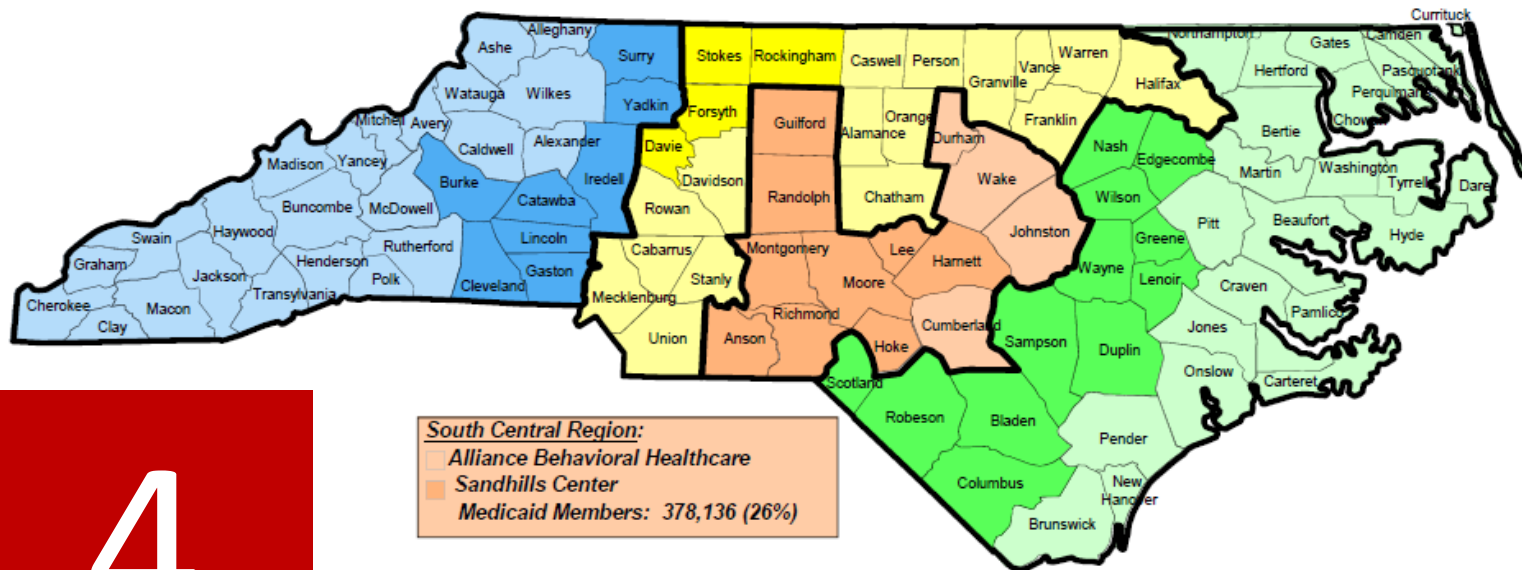 Currituck
Alleghany
Northampton
Camden
Ashe
Surry
Stokes
Rockingham
Caswell
Person
Vance
Warren
Gates
Granville
Hertford
Pasquotank
Watauga
Wilkes
Halifax
Perquimans
Yadkin
Forsyth
Mitchell
Avery
Guilford
Orange
Alamance
Franklin
Chowan
Durham
Bertie
Alexander
Caldwell
Davie
Nash
Edgecombe
Madison
Yancey
Iredell
Davidson
Wake
Martin
Washington
Burke
Tyrrell
Dare
Catawba
Randolph
Chatham
Wilson
Buncombe
McDowell
Rowan
Beaufort
Pitt
Swain
Haywood
Johnston
Lincoln
Greene
Hyde
Rutherford
Cabarrus
Montgomery
Lee
Harnett
Graham
Henderson
Wayne
Jackson
Gaston
Stanly
Moore
Lenoir
Polk
Cleveland
Craven
Transylvania
Mecklenburg
Cherokee
Macon
Richmond
Pamlico
Clay
Cumberland
Jones
Union
Anson
Hoke
Sampson
Duplin
Onslow
Carteret
Scotland
Robeson
Bladen
Pender
Columbus
New
Hanover
Brunswick
South Central Region:
Alliance Behavioral Healthcare
Sandhills Center
Medicaid Members: 378,136 (26%)
4